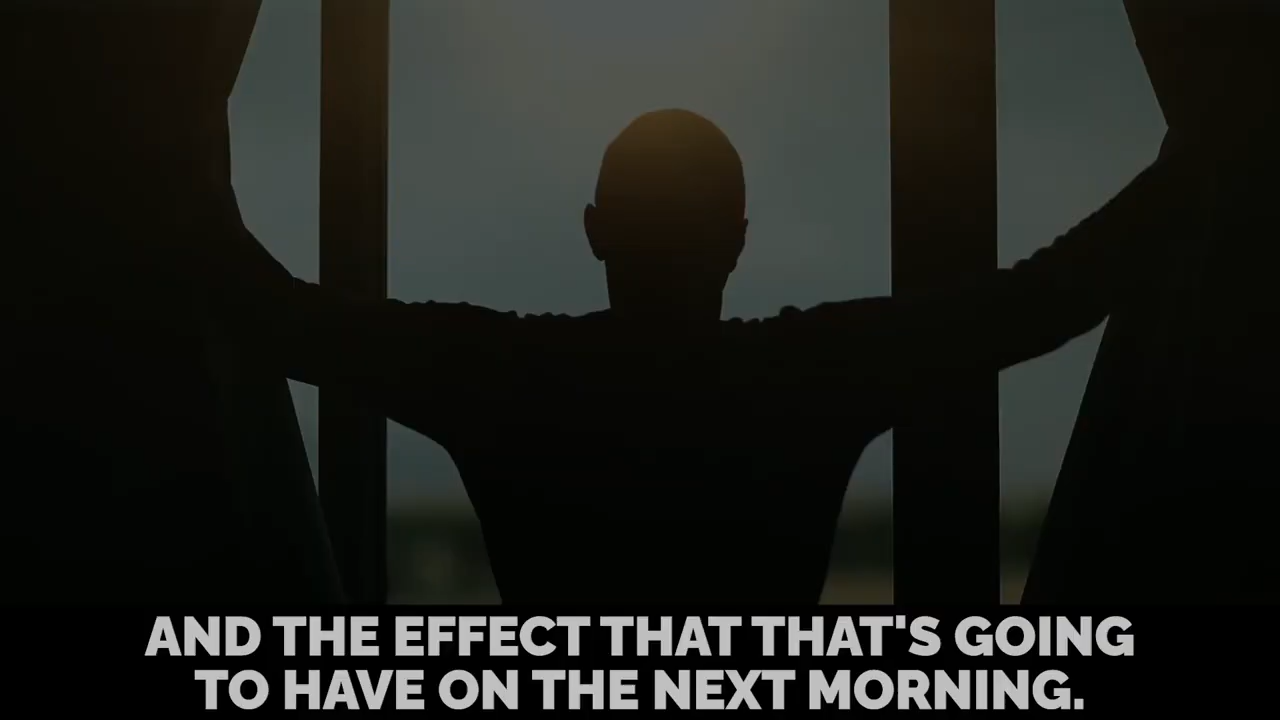 AND THE EFFECT THAT THAT'S GOING
TO HAVE ON THE NEXT MORNING.